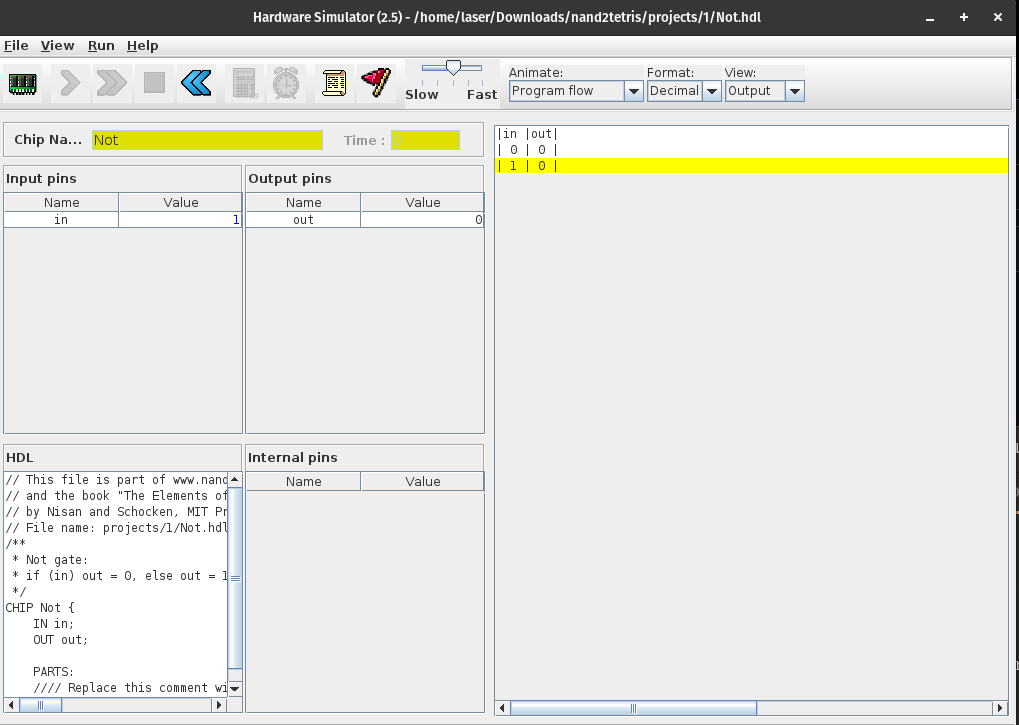 Hardware Simulator (2.5) - /home/laser/Downloads/nand2tetris/projects/1/Not.hdl
File View Run Help
Slow Fast
Animate: Format: View:
Program flow Decimal Output
Chip Na... Not Time : 0
Input pins
Name Value
in 1
Output pins
Name Value
out 0
HDL
// This file is part of www.nand
// and the book "The Elements of
// by Nisan and Schocken, MIT Pr
// File name: projects/1/Not.hdl
/**
* Not gate:
* if (in) out = 0, else out = 1
*/
CHIP Not {
IN in;
OUT out;
PARTS:
//// Replace this comment wi
Internal pins
Name Value
|in |out|
| 0 | 0 |
| 1 | 0 |